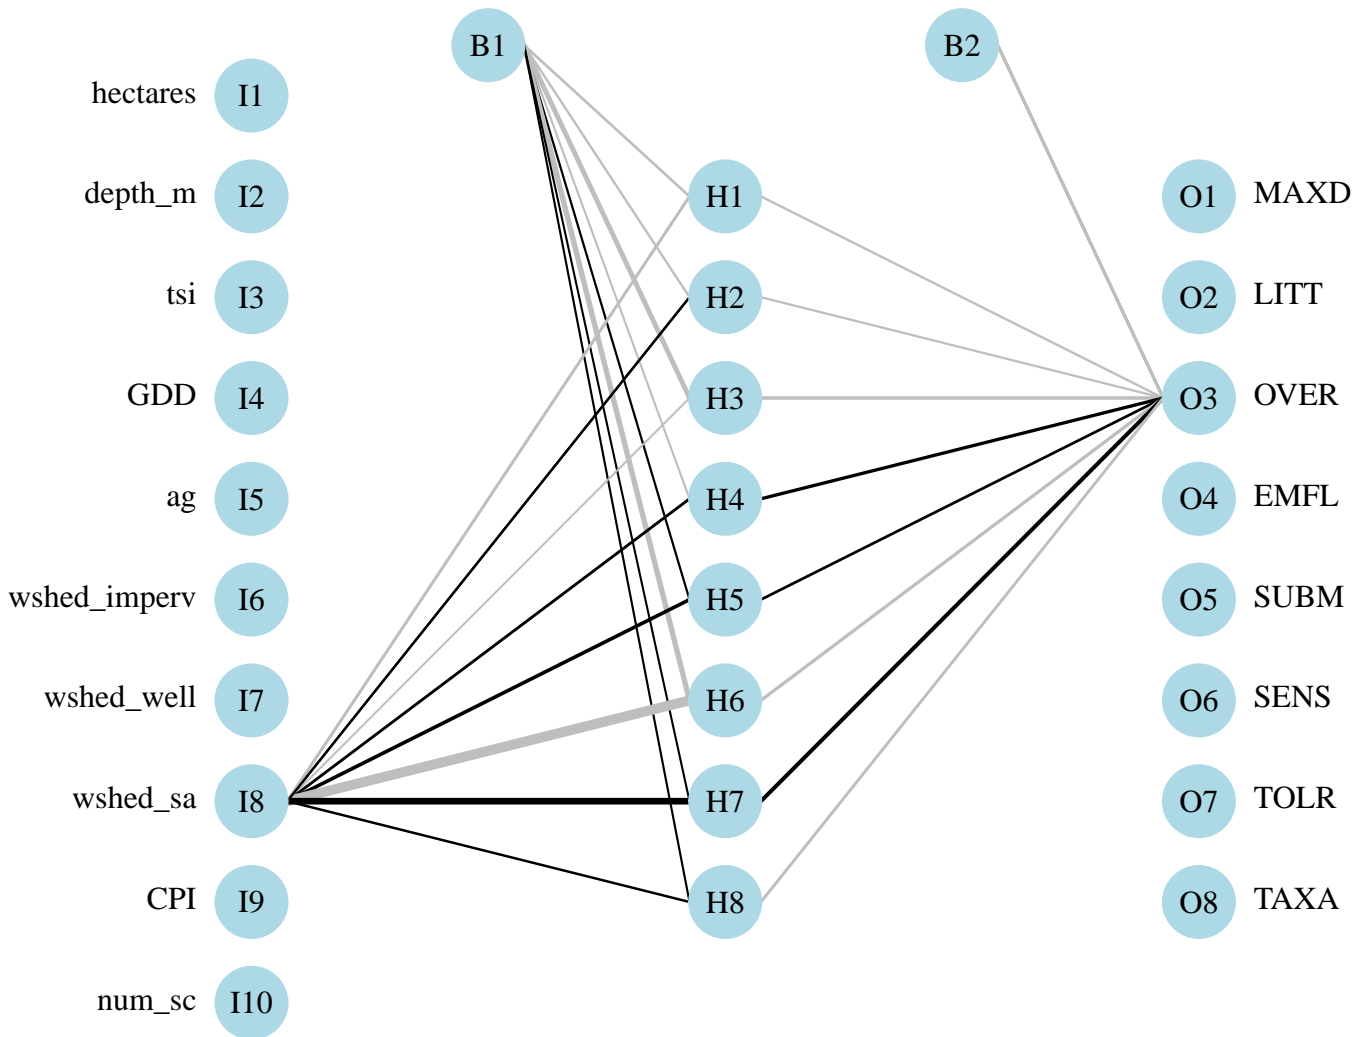 B1
B2
hectares I1
depth_m I2 H1 O1 MAXD
tsi I3 H2 O2 LITT
GDD I4 H3 O3 OVER
ag I5 H4 O4 EMFL
wshed_imperv I6 H5 O5 SUBM
wshed_well I7 H6 O6 SENS
wshed_sa I8 H7 O7 TOLR
CPI I9 H8 O8 TAXA
num_sc I10